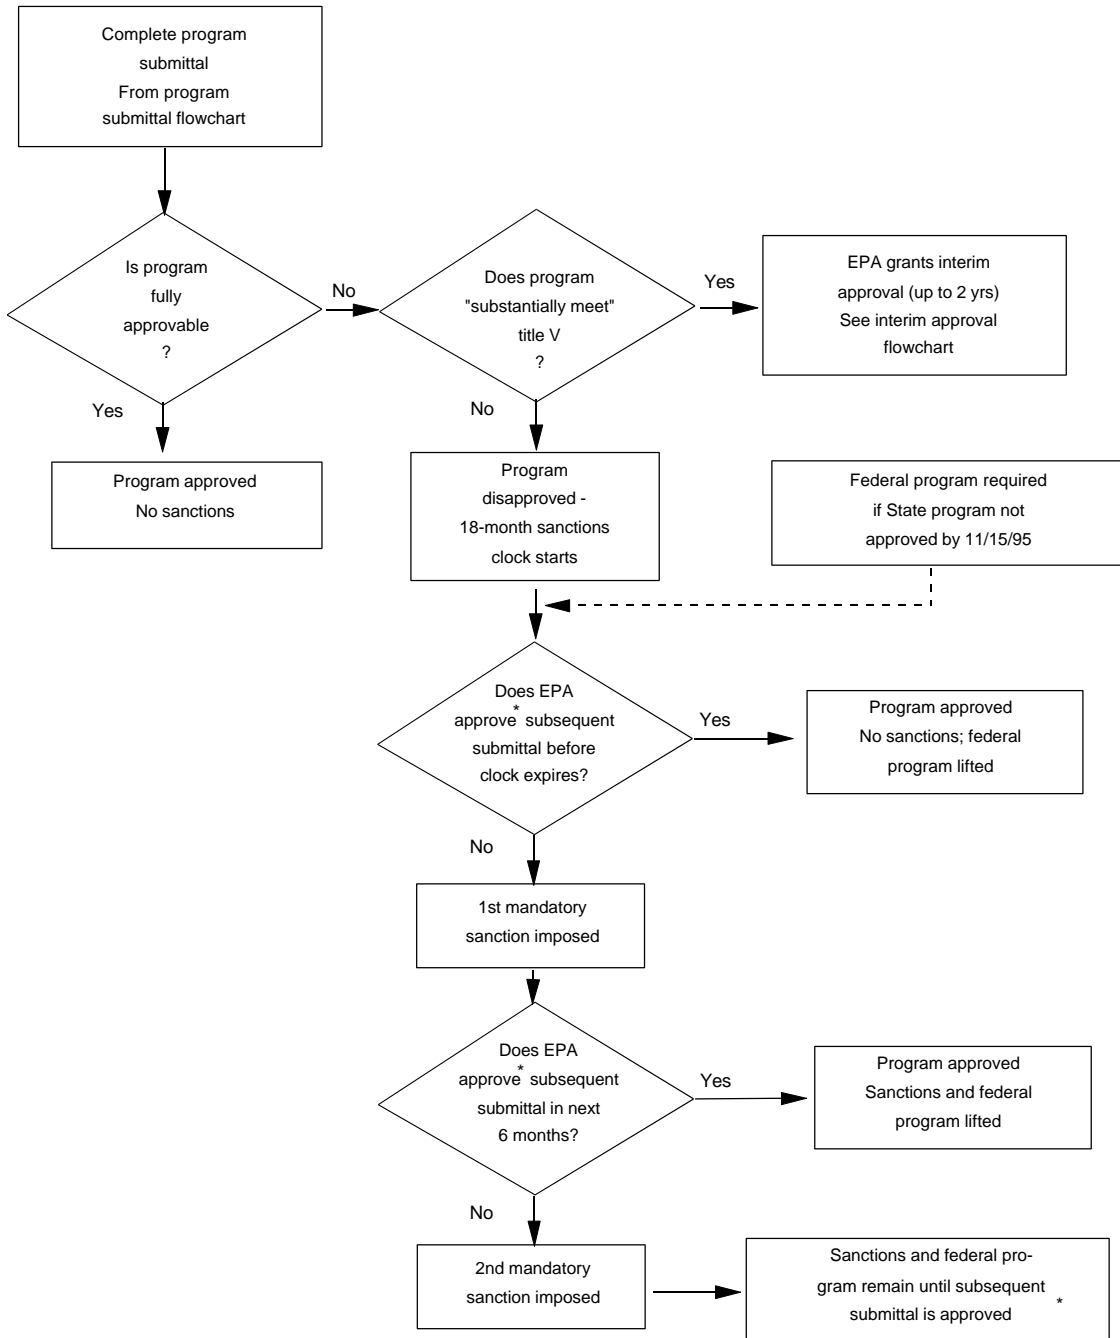 Complete program
submittal
From program
submittal flowchart
Is program
fully
approvable
?
No
Does program
"substantially meet"
title V
?
Yes
EPA grants interim
approval (up to 2 yrs)
See interim approval
flowchart
Yes
No
Program approved
No sanctions
Program
disapproved -
18-month sanctions
clock starts
Federal program required
if State program not
approved by 11/15/95
Does EPA
approve* subsequent
submittal before
clock expires?
Yes
Program approved
No sanctions; federal
program lifted
No
1st mandatory
sanction imposed
Does EPA
approve* subsequent
submittal in next
6 months?
Yes
Program approved
Sanctions and federal
program lifted
No
2nd mandatory
sanction imposed
Sanctions and federal pro-
gram remain until subsequent
submittal is approved *